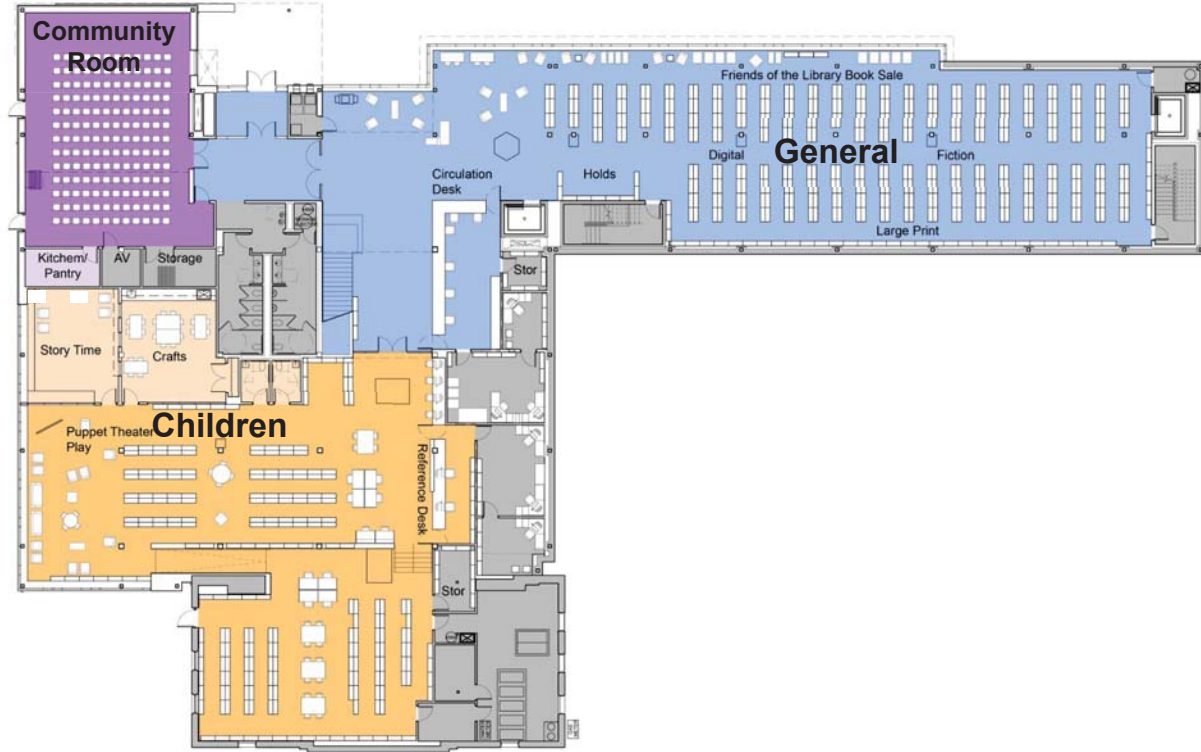 Community
Room
Friends of the Library Book Sale
General
Digital
Fiction
Circulation
Desk
Holds
Large Print
Kitchem/
Pantry
AV
Storage
Stor
Story Time
Crafts
Children
Puppet Theater
Play
Reference Desk
Stor